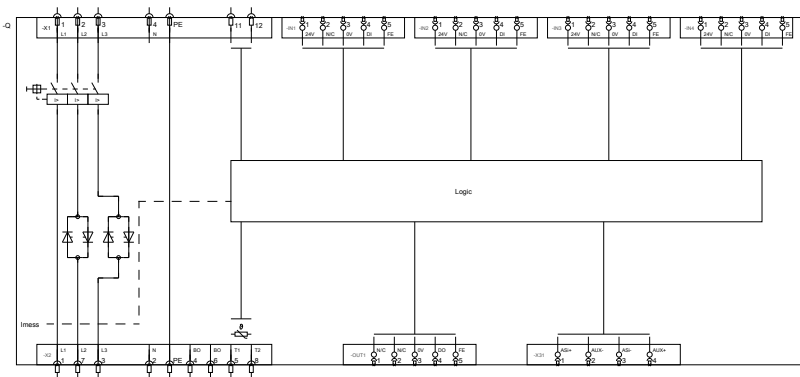 -Q
-X1 1 2 3 4 PE 11 12
L1 L2 L3 N
-IN1 1 2 3 4 5
24V N/C 0V DI FE
-IN2 1 2 3 4 5
24V N/C 0V DI FE
-IN3 1 2 3 4 5
24V N/C 0V DI FE
-IN4 1 2 3 4 5
24V N/C 0V DI FE
I> I> I>
Logic
Imess
ϑ
-X2 L1 L2 L3 N BO BO T1 T2
1 7 3 2 PE 4 6 5 8
-OUT1 N/C N/C 0V DO FE
1 2 3 4 5
-X31 ASi+ AUX- ASi- AUX+
1 2 3 4